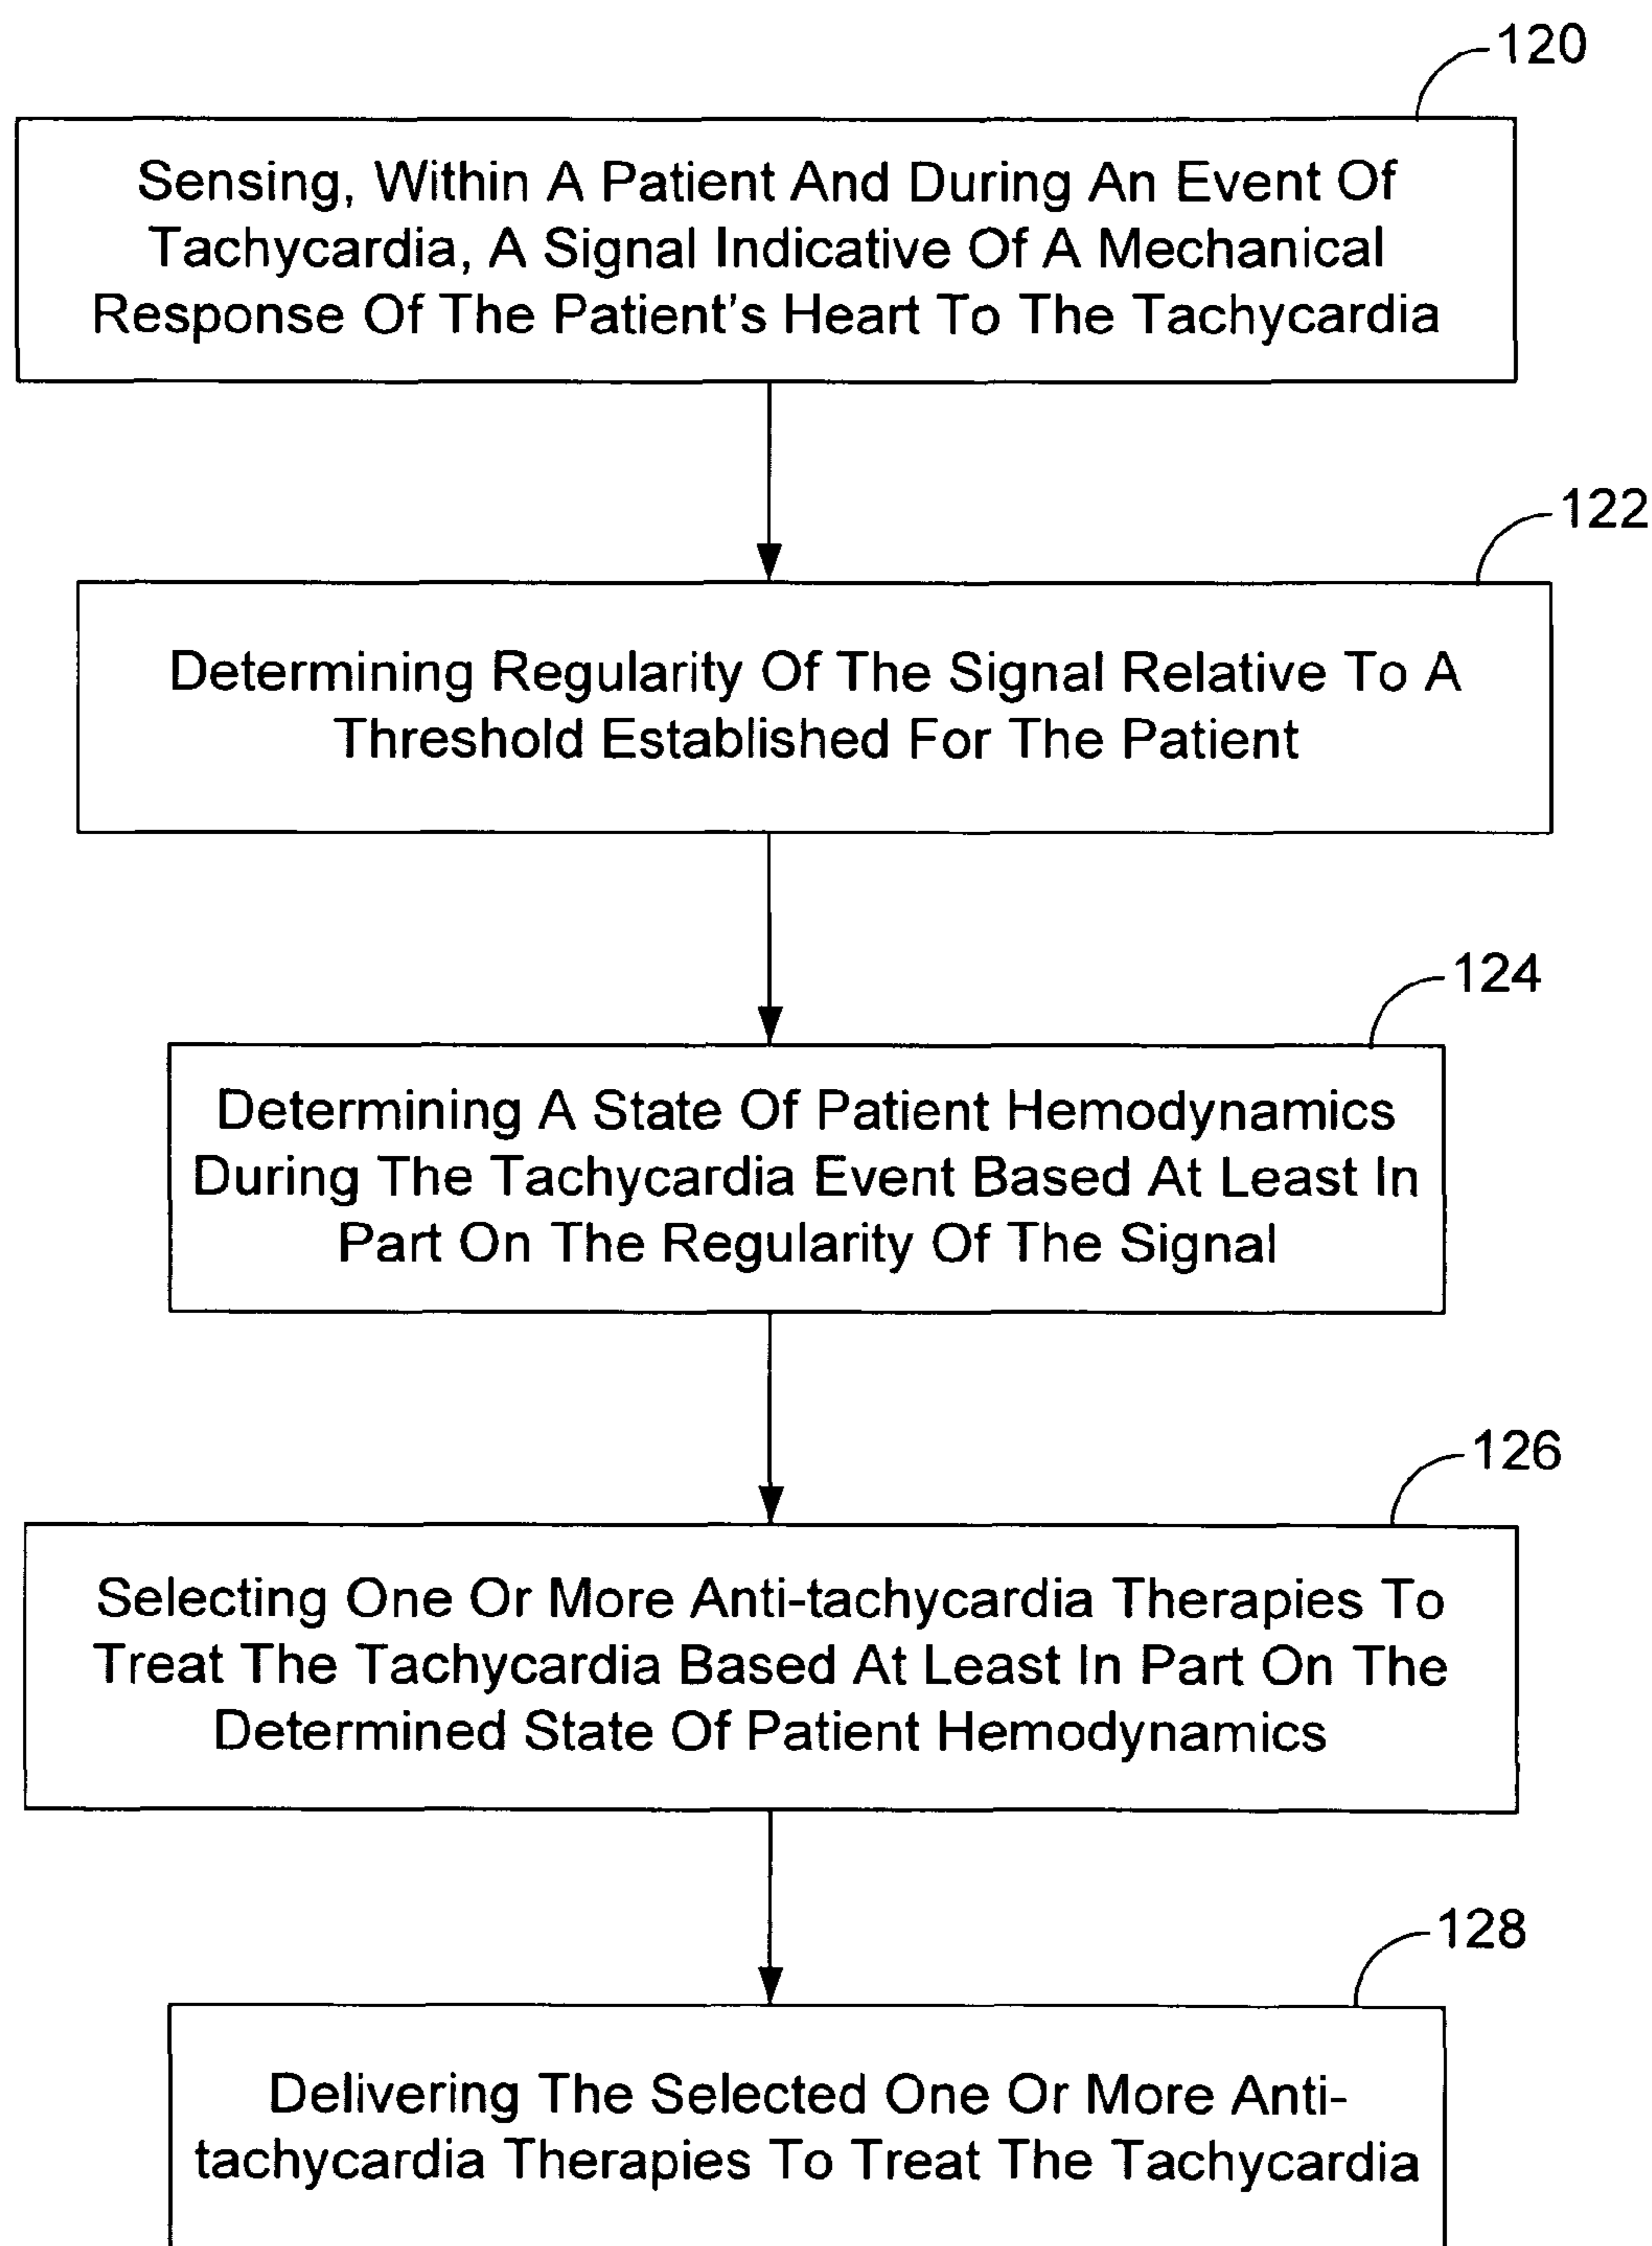 120
Sensing, Within A Patient And During An Event Of
Tachycardia, A Signal Indicative Of A Mechanical
Response Of The Patient's Heart To The Tachycardia
122
Determining Regularity Of The Signal Relative To A
Threshold Established For The Patient
124
Determining A State Of Patient Hemodynamics
During The Tachycardia Event Based At Least In
Part On The Regularity Of The Signal
126
Selecting One Or More Anti-tachycardia Therapies To
Treat The Tachycardia Based At Least In Part On The
Determined State Of Patient Hemodynamics
128
Delivering The Selected One Or More Anti-
tachycardia Therapies To Treat The Tachycardia